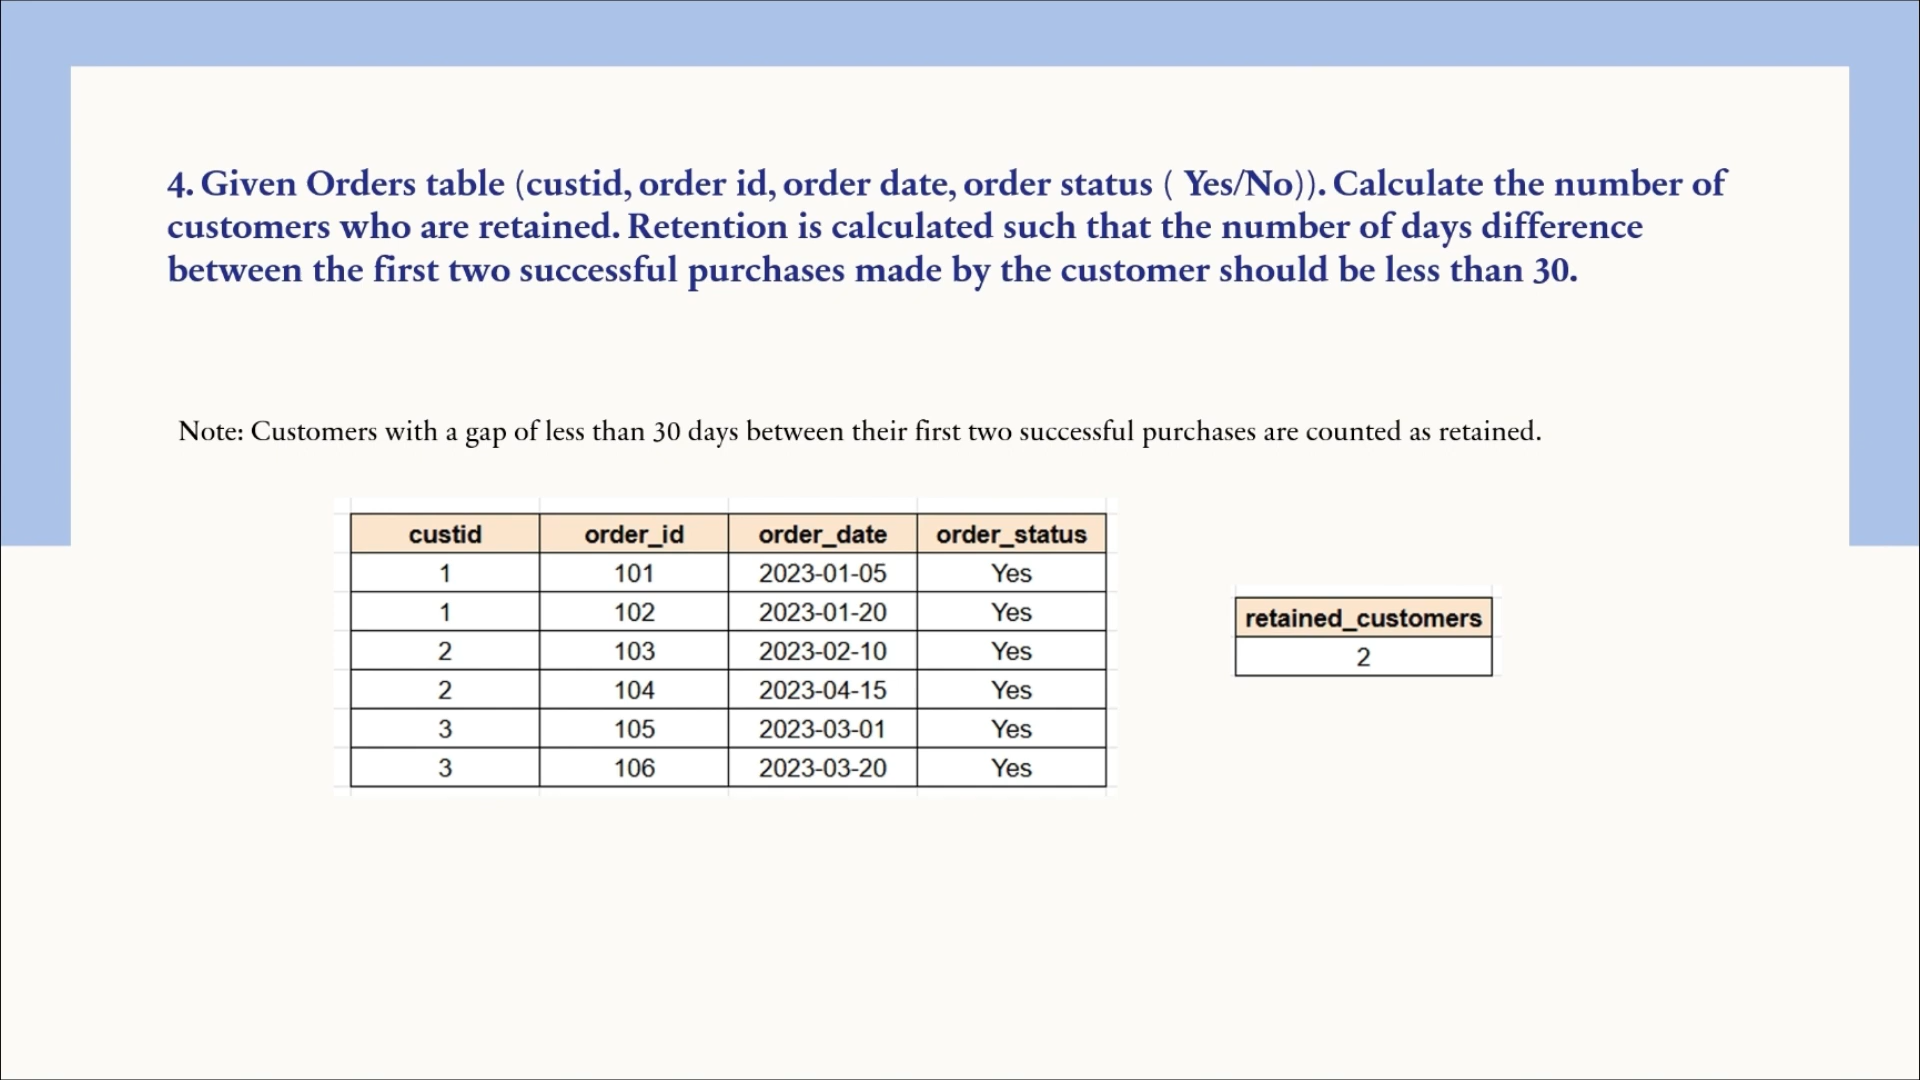 4. Given Orders table (custid, order id, order date, order status ( Yes/No)). Calculate the number of
customers who are retained. Retention is calculated such that the number of days difference
between the first two successful purchases made by the customer should be less than 30.
Note: Customers with a gap of less than 30 days between their first two successful purchases are counted as retained.
custid order_id order_date order_status
1 101 2023-01-05 Yes
1 102 2023-01-20 Yes
2 103 2023-02-10 Yes
2 104 2023-04-15 Yes
3 105 2023-03-01 Yes
3 106 2023-03-20 Yes
retained_customers
2